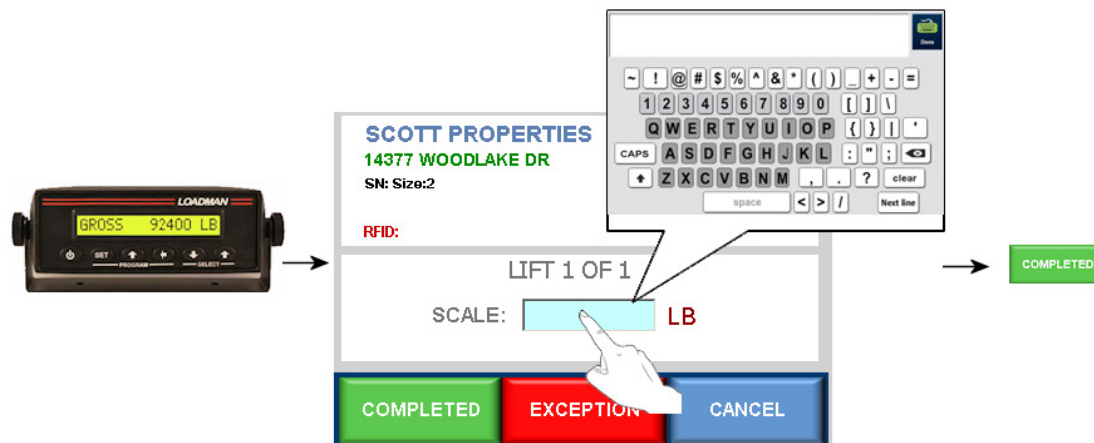 LOADMAN
GROSS 92400 LB
SET
PROGRAM
SELECT
SCOTT PROPERTIES
14377 WOODLAKE DR
SN: Size:2
RFID:
LIFT 1 OF 1
SCALE: LB
COMPLETED EXCEPTION CANCEL
Done
~ ! @ # $ % ^ & * ( ) _ + - =
1 2 3 4 5 6 7 8 9 0 [ ] \
Q W E R T Y U I O P { } | '
CAPS A S D F G H J K L : " ;
Z X C V B N M , . ? clear
space < > / Next line
COMPLETED